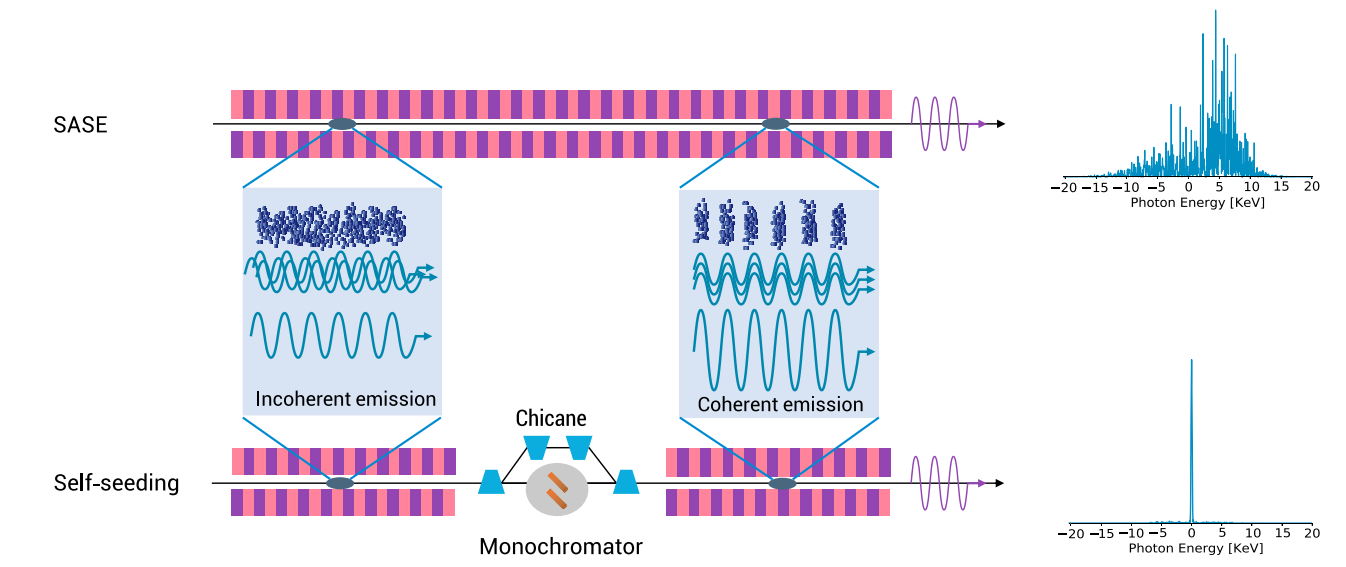 SASE
−20 −15 −10 −5 0 5 10 15 20
Photon Energy [KeV]
Incoherent emission
Coherent emission
Chicane
Self-seeding
Monochromator
−20 −15 −10 −5 0 5 10 15 20
Photon Energy [KeV]